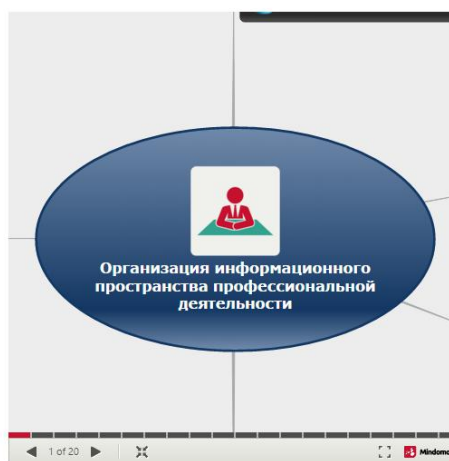 Организация информационного
пространства профессиональной
деятельности
1 of 20